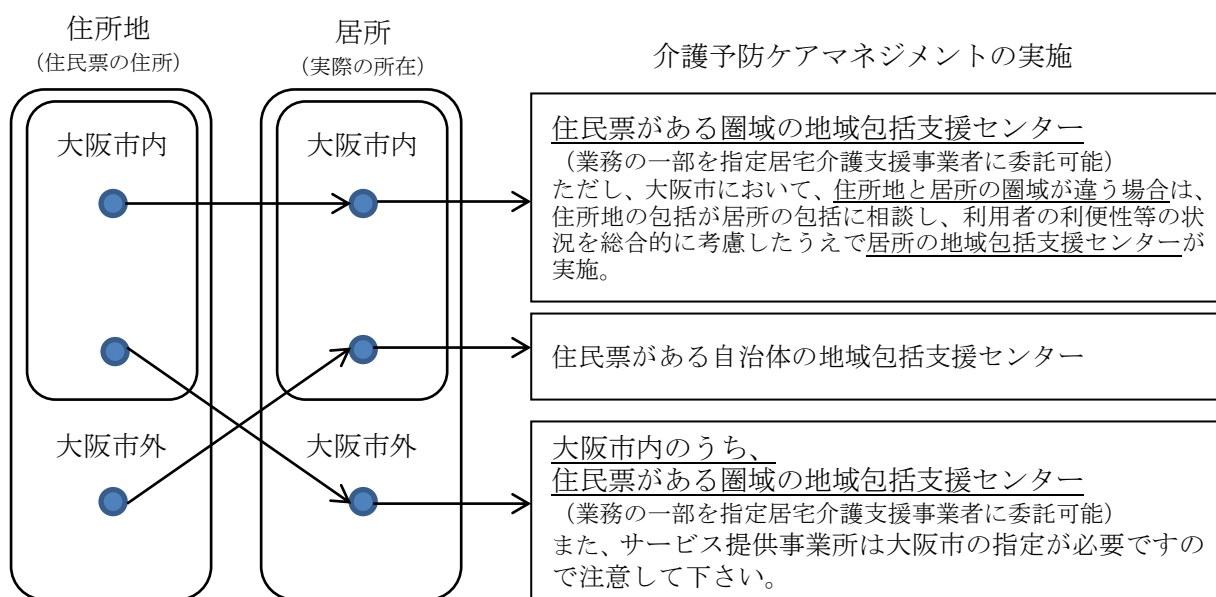 住所地
（住民票の住所）
居所
（実際の所在）
介護予防ケアマネジメントの実施
大阪市内
大阪市内
住民票がある圏域の地域包括支援センター
（業務の一部を指定居宅介護支援事業者に委託可能）
ただし、大阪市において、住所地と居所の圏域が違う場合は、
住所地の包括が居所の包括に相談し、利用者の利便性等の状
況を総合的に考慮したうえで居所の地域包括支援センターが
実施。
住民票がある自治体の地域包括支援センター
大阪市外
大阪市外
大阪市内のうち、
住民票がある圏域の地域包括支援センター
（業務の一部を指定居宅介護支援事業者に委託可能）
また、サービス提供事業所は大阪市の指定が必要ですの
で注意して下さい。